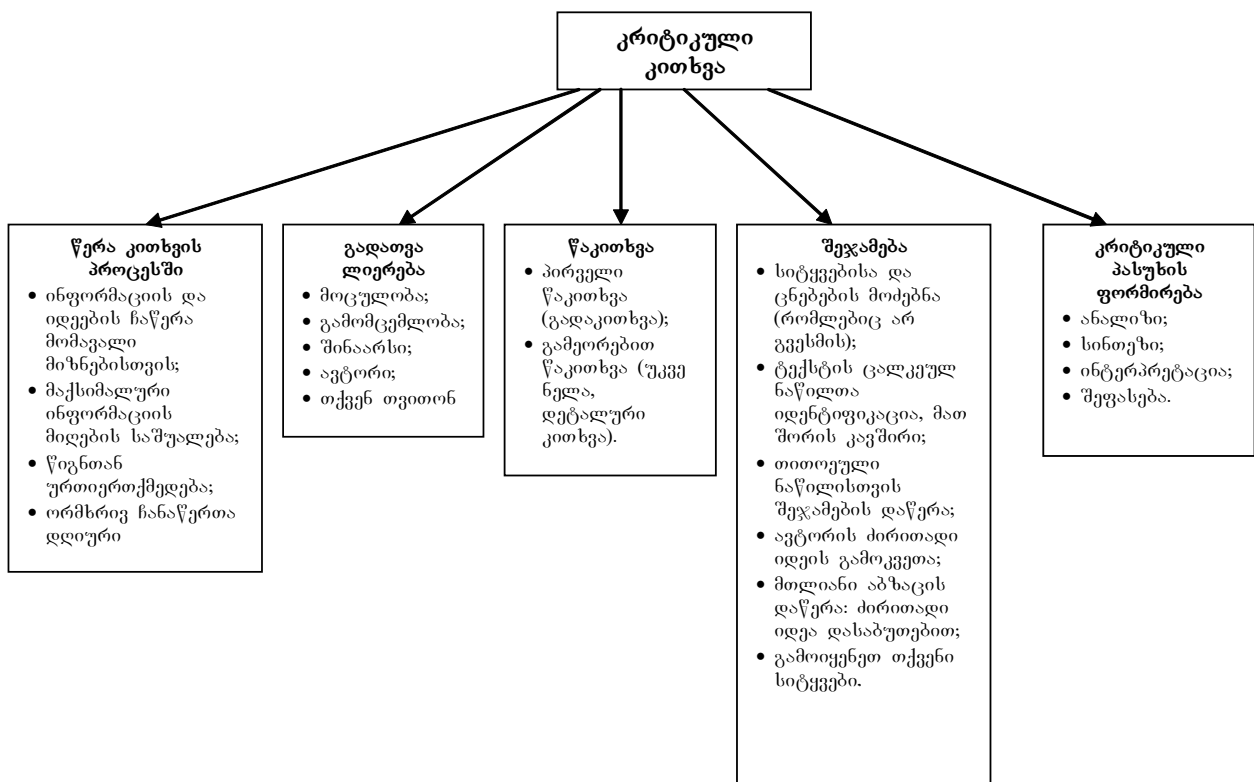 კრიტიკული
კითხვა
წერა კითხვის
პროცესში
• ინფორმაციის და
იდეების ჩაწერა
მომავალი
მიზნებისთვის;
• მაქსიმალური
ინფორმაციის
მიღების საშუალება;
• წიგნთან
ურთიერთქმედება;
• ორმხრივ ჩანაწერთა
დღიური
გადათვა
ლიერება
• მოცულობა;
• გამომცემლობა;
• შინაარსი;
• ავტორი;
• თქვენ თვითონ
წაკითხვა
• პირველი
წაკითხვა
(გადაკითხვა);
• გამეორებით
წაკითხვა (უკვე
ნელა,
დეტალური
კითხვა).
შეჯამება
• სიტყვებისა და
ცნებების მოძებნა
(რომლებიც არ
გვესმის);
• ტექსტის ცალკეულ
ნაწილთა
იდენტიფიკაცია, მათ
შორის კავშირი;
• თითოეული
ნაწილისთვის
შეჯამების დაწერა;
• ავტორის ძირითადი
იდეის გამოკვეთა;
• მთლიანი აბზაცის
დაწერა: ძირითადი
იდეა დასაბუთებით;
• გამოიყენეთ თქვენი
სიტყვები.
კრიტიკული
პასუხის
ფორმირება
• ანალიზი;
• სინთეზი;
• ინტერპრეტაცია;
• შეფასება.